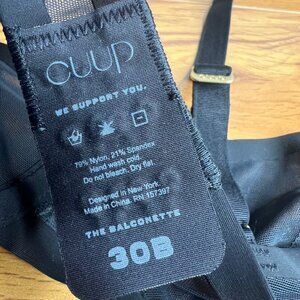 cuup
WE SUPPORT YOU.
79% Nylon, 21% Spandex
Hand wash cold.
Do not bleach. Dry flat
Designed in New York
Made in China. RN 157397
THE BALCONETTE
30B